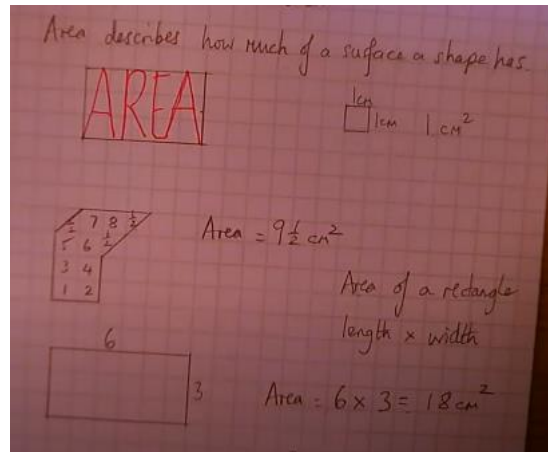 Area describes how much of a surface a shape has.
AREA
1cm
1cm 1 cm²
½ 7 8 ½
5 6 ½
3 4
1 2
Area = 9½ cm²
Area of a rectangle
length × width
6
3
Area = 6 × 3 = 18 cm²